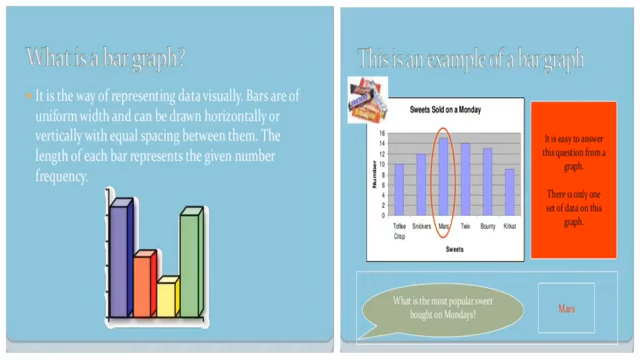 What is a bar graph?
It is the way of representing data visually. Bars are of
uniform width and can be drawn horizontally or
vertically with equal spacing between them. The
length of each bar represents the given number
frequency.
This is an example of a bar graph
Sweets Sold on a Monday
Number
16
14
12
10
8
6
4
2
0
Toffee Crisp
Snickers
Mars
Twix
Bounty
Kitkat
Sweets
It is easy to answer
this question from a
graph.
There is only one
set of data on this
graph.
What is the most popular sweet
bought on Mondays?
Mars